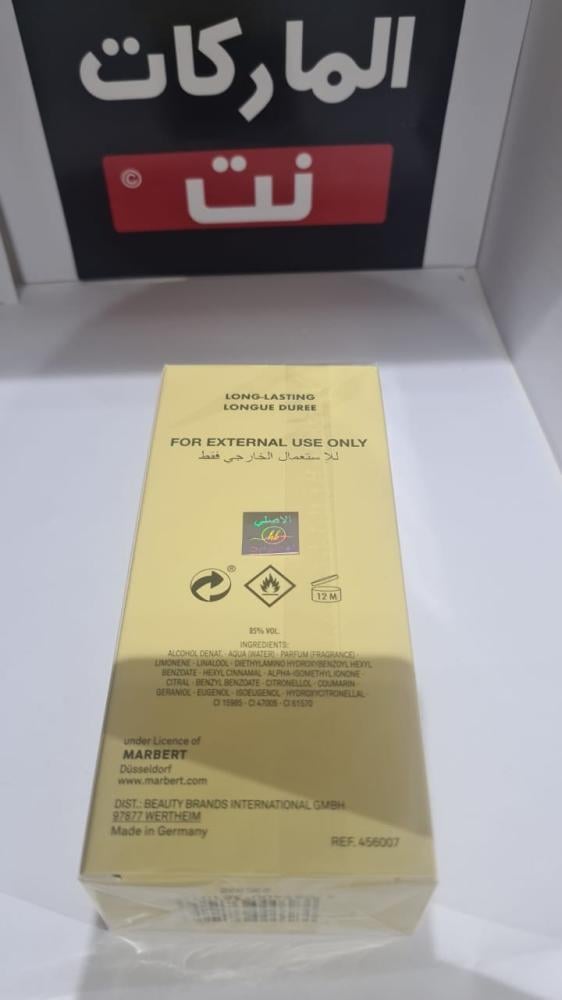 الماركات
نت
©
LONG-LASTING
LONGUE DUREE
FOR EXTERNAL USE ONLY
للاستعمال الخارجي فقط
الاصلي
®
12 M
85% VOL.
INGREDIENTS:
ALCOHOL DENAT. · AQUA (WATER) · PARFUM (FRAGRANCE) ·
LIMONENE · LINALOOL · DIETHYLAMINO HYDROXYBENZOYL HEXYL
BENZOATE · HEXYL CINNAMAL · ALPHA-ISOMETHYL IONONE ·
CITRAL · BENZYL BENZOATE · CITRONELLOL · COUMARIN ·
GERANIOL · EUGENOL · ISOEUGENOL · HYDROXYCITRONELLAL ·
CI 15985 · CI 47005 · CI 61570
under Licence of
MARBERT
Düsseldorf
www.marbert.com
DIST.: BEAUTY BRANDS INTERNATIONAL GMBH
97877 WERTHEIM
Made in Germany
REF. 456007